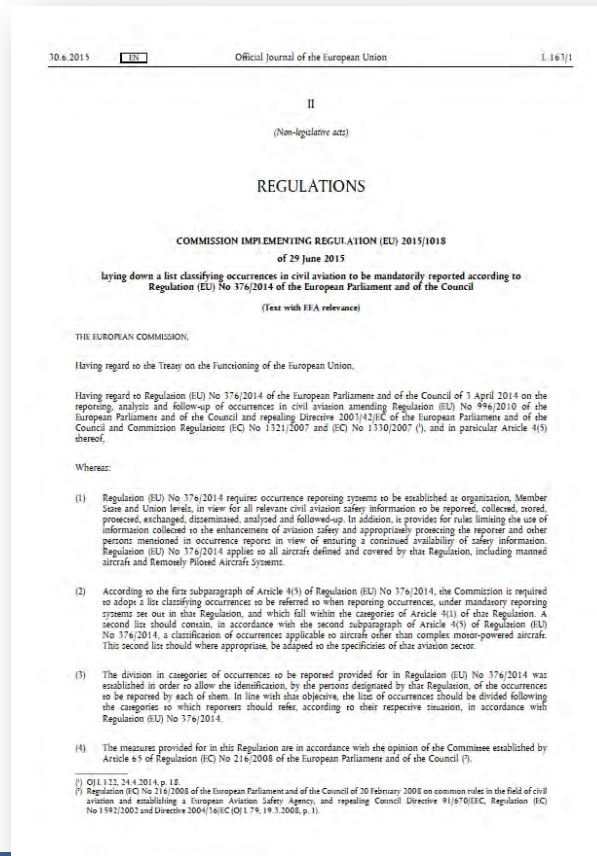 30.6.2015 EN Official Journal of the European Union L 163/1
II
(Non-legislative acts)
REGULATIONS
COMMISSION IMPLEMENTING REGULATION (EU) 2015/1018
of 29 June 2015
laying down a list classifying occurrences in civil aviation to be mandatorily reported according to
Regulation (EU) No 376/2014 of the European Parliament and of the Council
(Text with EEA relevance)
THE EUROPEAN COMMISSION,
Having regard to the Treaty on the Functioning of the European Union,
Having regard to Regulation (EU) No 376/2014 of the European Parliament and of the Council of 3 April 2014 on the
reporting, analysis and follow-up of occurrences in civil aviation amending Regulation (EU) No 996/2010 of the
European Parliament and of the Council and repealing Directive 2003/42/EC of the European Parliament and of the
Council and Commission Regulations (EC) No 1321/2007 and (EC) No 1330/2007 (¹), and in particular Article 4(5)
thereof,
Whereas:
(1) Regulation (EU) No 376/2014 requires occurrence reporting systems to be established at organisation, Member
State and Union levels, in view for all relevant civil aviation safety information to be reported, collected, stored,
protected, exchanged, disseminated, analysed and followed-up. In addition, it provides for rules limiting the use of
information collected to the enhancement of aviation safety and appropriately protecting the reporter and other
persons mentioned in occurrence reports in view of ensuring a continued availability of safety information.
Regulation (EU) No 376/2014 applies to all aircraft defined and covered by that Regulation, including manned
aircraft and Remotely Piloted Aircraft Systems.
(2) According to the first subparagraph of Article 4(5) of Regulation (EU) No 376/2014, the Commission is required
to adopt a list classifying occurrences to be referred to when reporting occurrences, under mandatory reporting
systems set out in that Regulation, and which fall within the categories of Article 4(1) of that Regulation. A
second list should contain, in accordance with the second subparagraph of Article 4(5) of Regulation (EU)
No 376/2014, a classification of occurrences applicable to aircraft other than complex motor-powered aircraft.
This second list should where appropriate, be adapted to the specificities of that aviation sector.
(3) The division in categories of occurrences to be reported provided for in Regulation (EU) No 376/2014 was
established in order to allow the identification, by the persons designated by that Regulation, of the occurrences
to be reported by each of them. In line with that objective, the lists of occurrences should be divided following
the categories to which reporters should refer, according to their respective situation, in accordance with
Regulation (EU) No 376/2014.
(4) The measures provided for in this Regulation are in accordance with the opinion of the Committee established by
Article 65 of Regulation (EC) No 216/2008 of the European Parliament and of the Council (²),
(¹) OJ L 122, 24.4.2014, p. 18.
(²) Regulation (EC) No 216/2008 of the European Parliament and of the Council of 20 February 2008 on common rules in the field of civil
aviation and establishing a European Aviation Safety Agency, and repealing Council Directive 91/670/EEC, Regulation (EC)
No 1592/2002 and Directive 2004/36/EC (OJ L 79, 19.3.2008, p. 1).